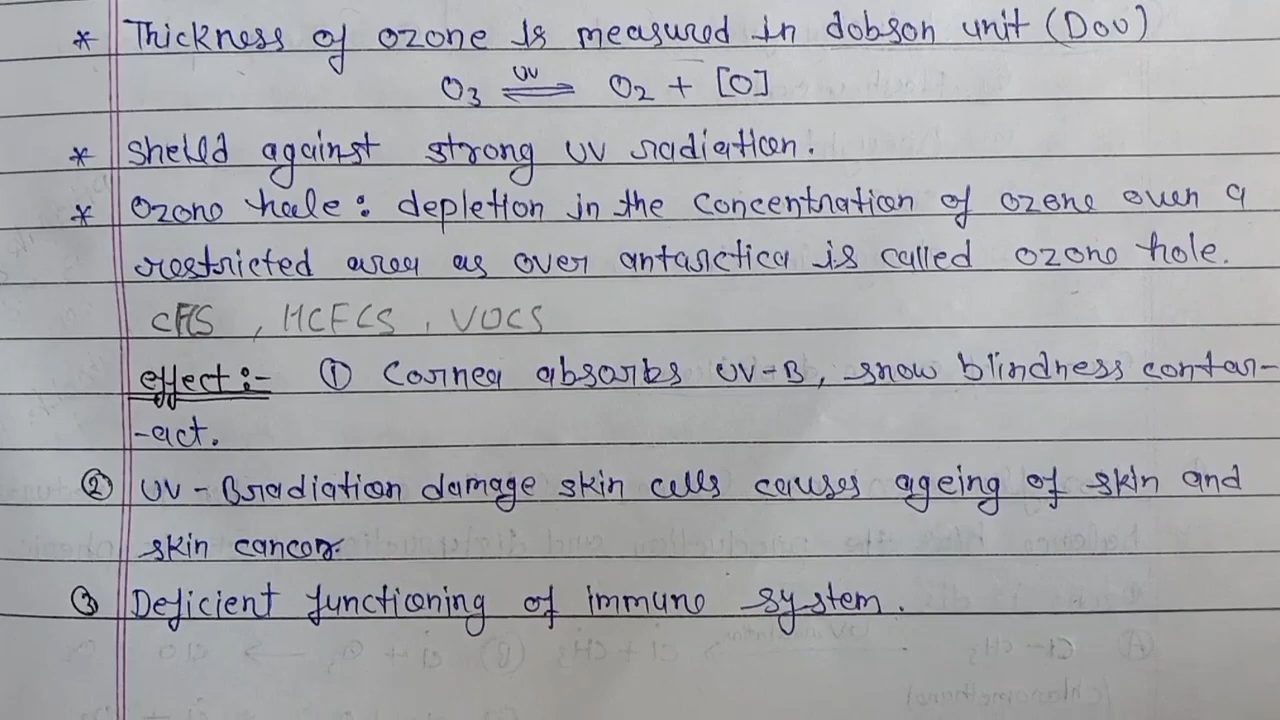 * Thickness of ozone is measured in dobson unit (DOU)
O3 ⇌ UV O2 + [O]
* Sheild against strong UV radiation.
* Ozone hole : depletion in the concentration of ozone over a
restricted area as over antarctica is called ozone hole.
CFCS , HCFCS , VOCS
effect :- ① Cornea absorbs UV-B, snow blindness contar-
-act.
② UV - B radiation damage skin cells causes ageing of skin and
skin cancer.
③ Deficient functioning of immune system.